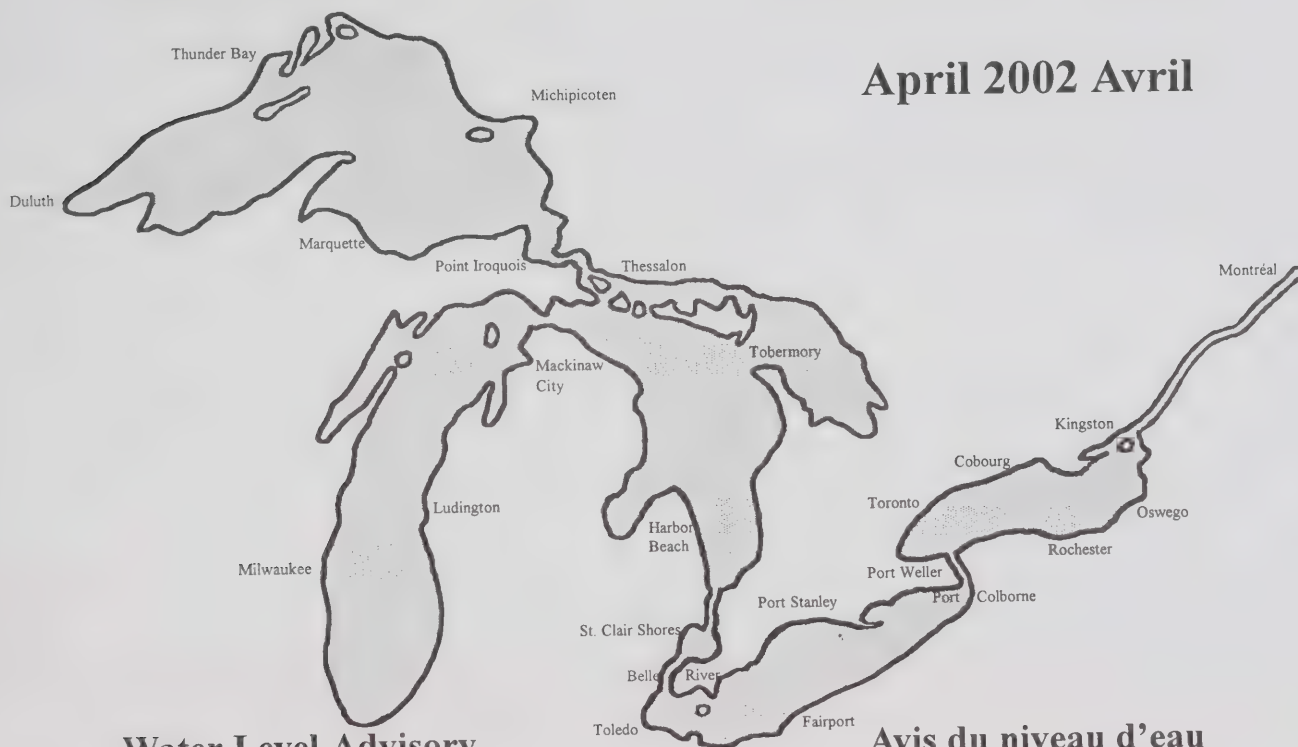 April 2002 Avril
Thunder Bay
Michipicoten
Duluth
Marquette
Point Iroquois
Thessalon
Montréal
Mackinaw
City
Tobermory
Kingston
Cobourg
Toronto
Oswego
Ludington
Harbor
Beach
Rochester
Milwaukee
Port Weller
Port Colborne
Port Stanley
St. Clair Shores
Belle River
Toledo
Fairport
Water Level Advisory
Avis du niveau d'eau